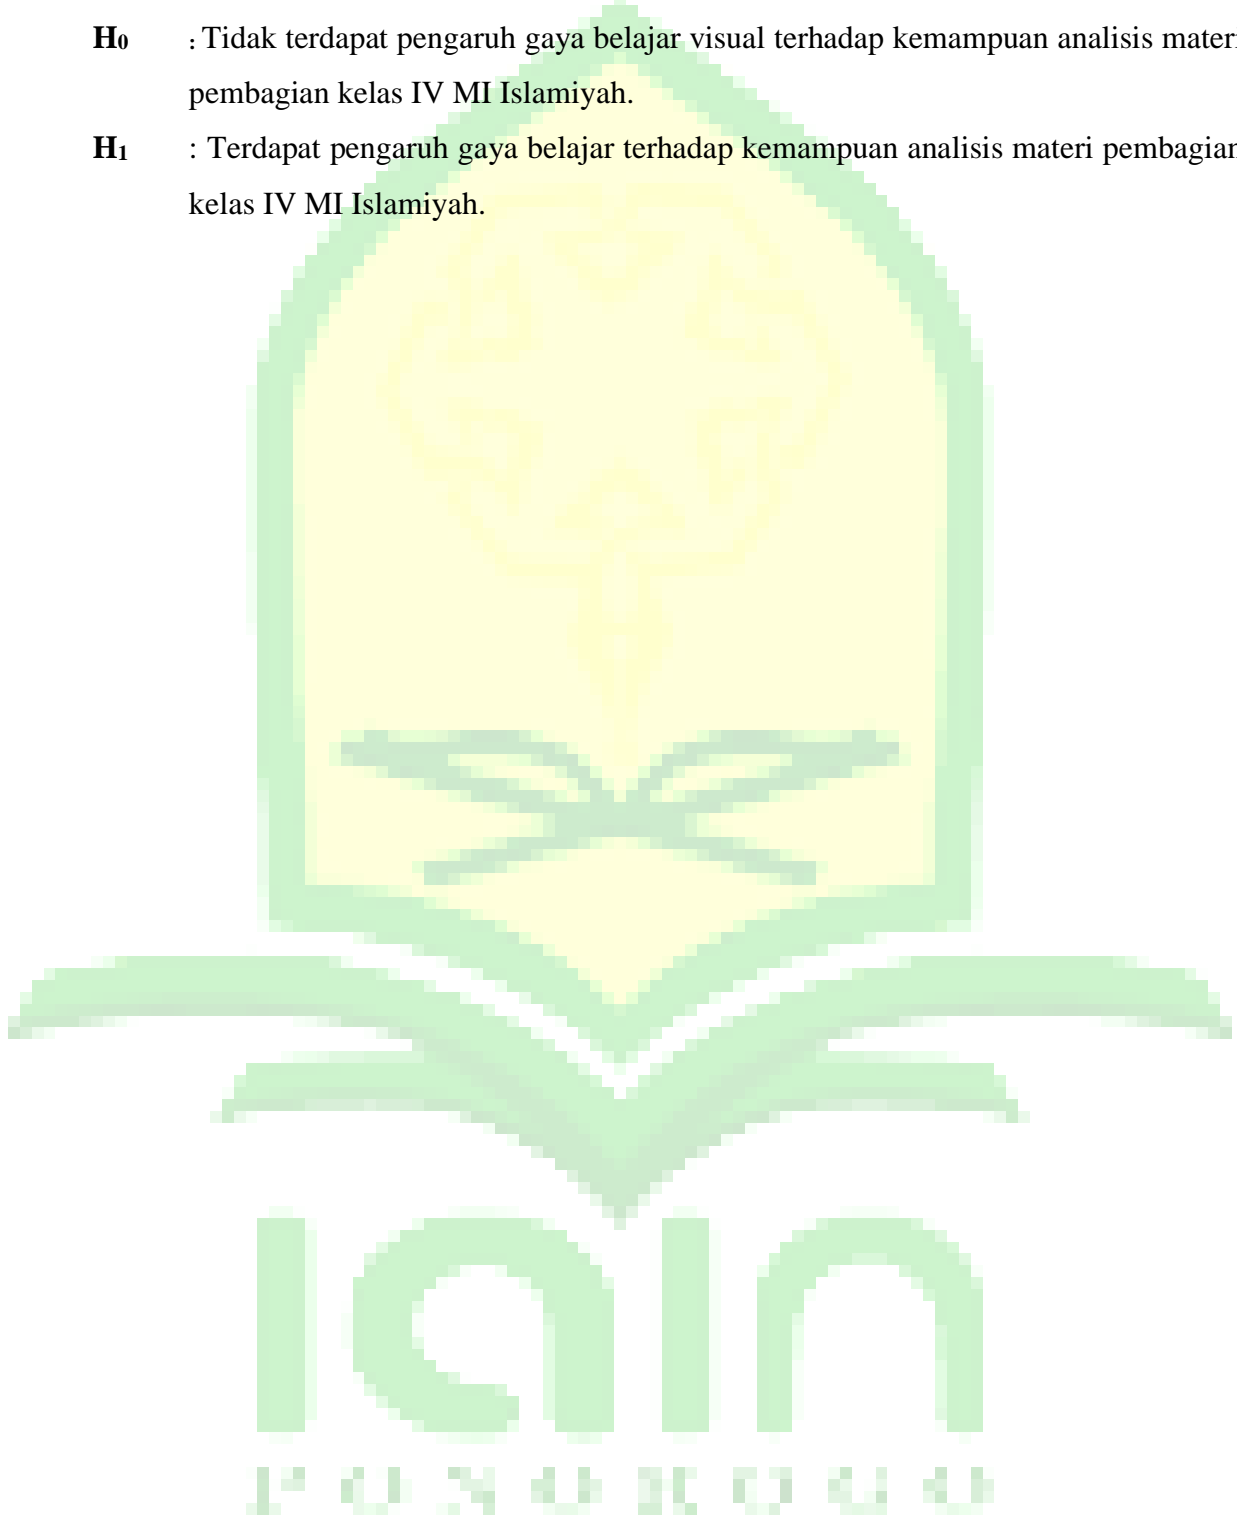 H0 : Tidak terdapat pengaruh gaya belajar visual terhadap kemampuan analisis materi
pembagian kelas IV MI Islamiyah.
H1 : Terdapat pengaruh gaya belajar terhadap kemampuan analisis materi pembagian
kelas IV MI Islamiyah.
iain
PONOROGO